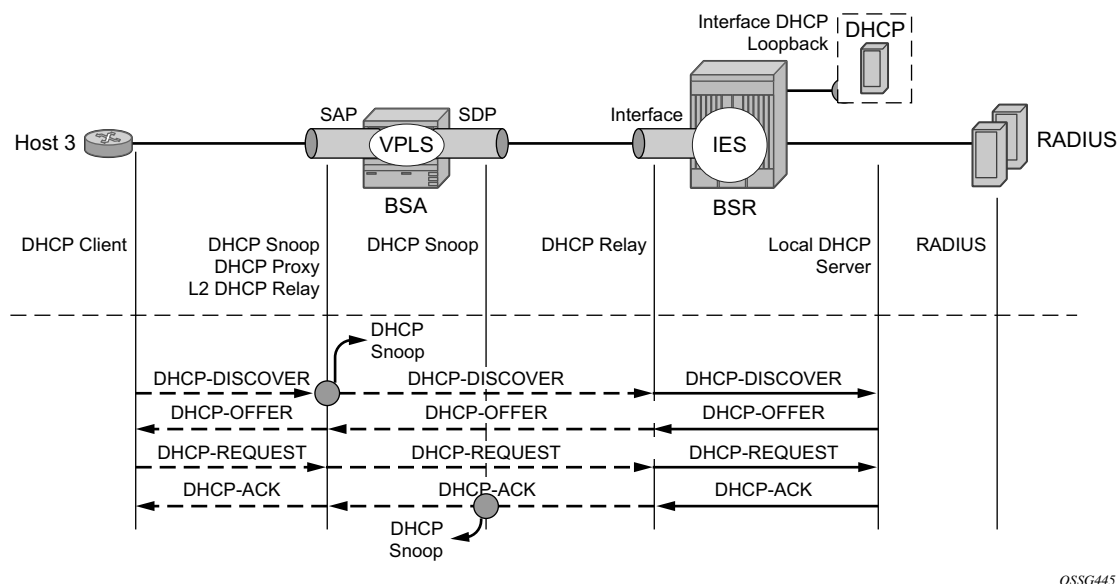 Interface DHCP
Loopback
DHCP
SAP
SDP
Interface
Host 3
VPLS
IES
RADIUS
BSA
BSR
DHCP Client
DHCP Snoop
DHCP Proxy
L2 DHCP Relay
DHCP Snoop
DHCP Relay
Local DHCP
Server
RADIUS
DHCP
Snoop
DHCP-DISCOVER
DHCP-DISCOVER
DHCP-DISCOVER
DHCP-OFFER
DHCP-OFFER
DHCP-OFFER
DHCP-REQUEST
DHCP-REQUEST
DHCP-REQUEST
DHCP-ACK
DHCP-ACK
DHCP-ACK
DHCP
Snoop
OSSG445